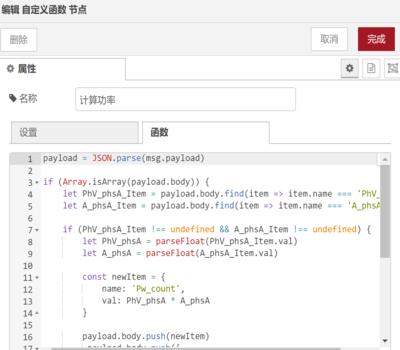 编辑 自定义函数 节点
删除
取消
完成
属性
名称
计算功率
设置
函数
1 payload = JSON.parse(msg.payload)
2
3 if (Array.isArray(payload.body)) {
4 let PhV_phsA_Item = payload.body.find(item => item.name === 'PhV_
5 let A_phsA_Item = payload.body.find(item => item.name === 'A_phsA
6
7 if (PhV_phsA_Item !== undefined && A_phsA_Item !== undefined) {
8 let PhV_phsA = parseFloat(PhV_phsA_Item.val)
9 let A_phsA = parseFloat(A_phsA_Item.val)
10
11 const newItem = {
12 name: 'Pw_count',
13 val: PhV_phsA * A_phsA
14 }
15
16 payload.body.push(newItem)
17